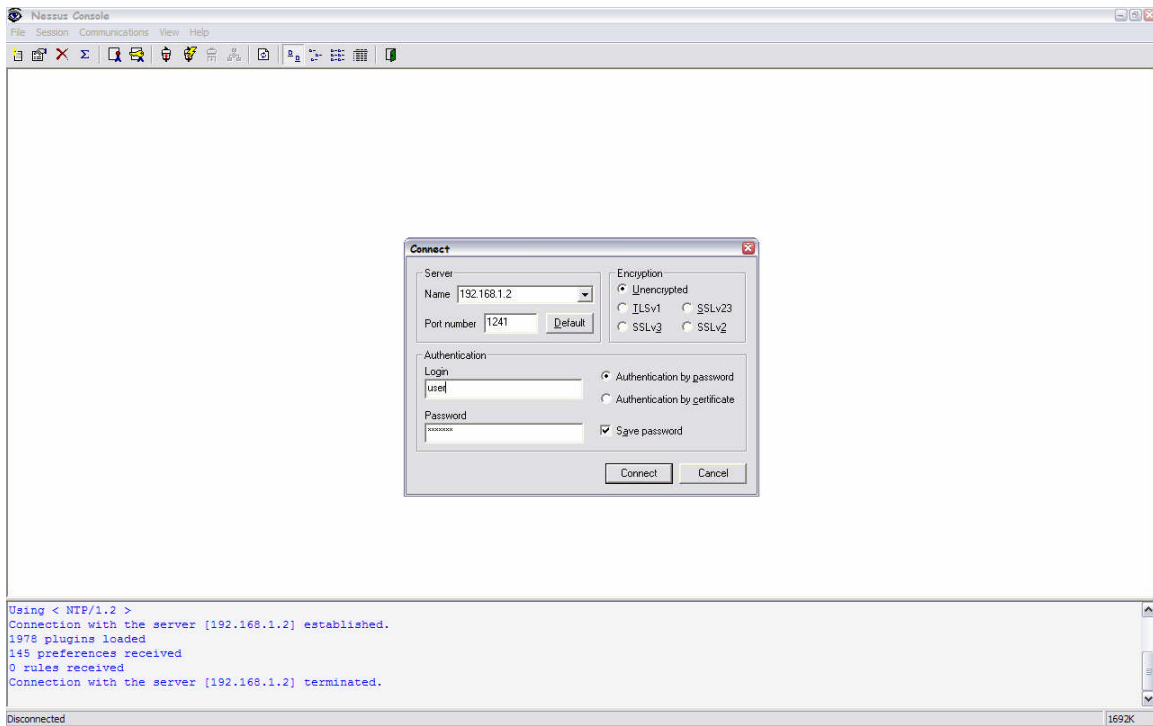 Nessus Console
File Session Communications View Help
Connect
Server
Name 192.168.1.2
Port number 1241 Default
Encryption
Unencrypted
TLSv1 SSLv23
SSLv3 SSLv2
Authentication
Login
user
Password
xxxxxxx
Authentication by password
Authentication by certificate
Save password
Connect Cancel
Using < NTP/1.2 >
Connection with the server [192.168.1.2] established.
1978 plugins loaded
145 preferences received
0 rules received
Connection with the server [192.168.1.2] terminated.
Disconnected 1692K